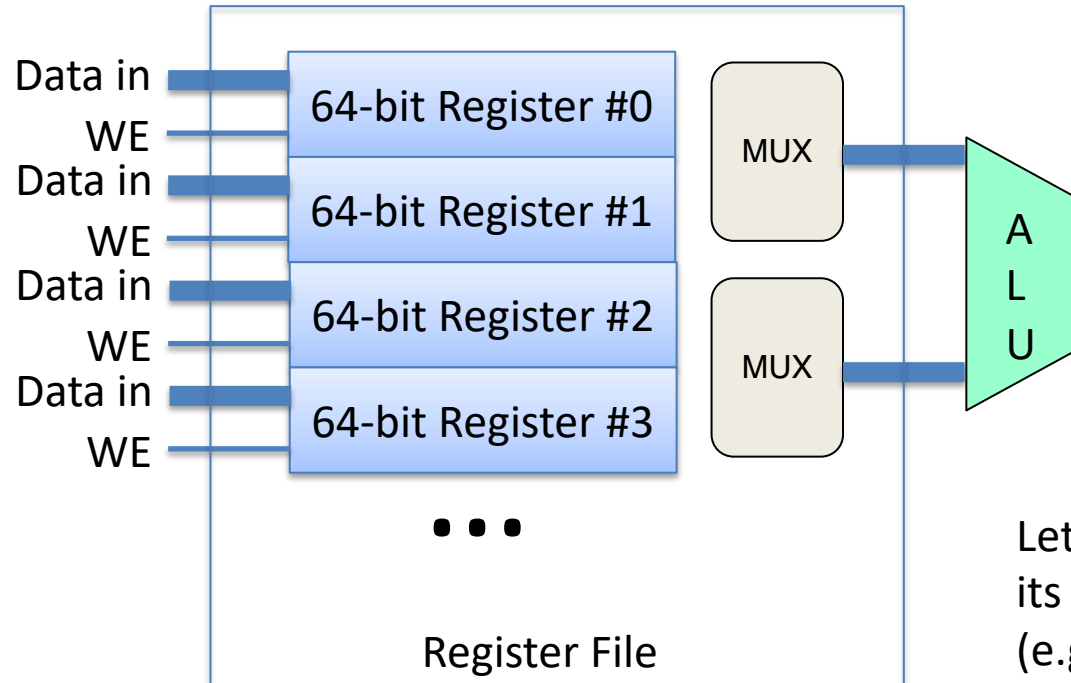 Data in
WE
Data in
WE
Data in
WE
Data in
WE
64-bit Register #0
64-bit Register #1
64-bit Register #2
64-bit Register #3
...
MUX
MUX
A
L
U
Register File
Let
its
(e.g